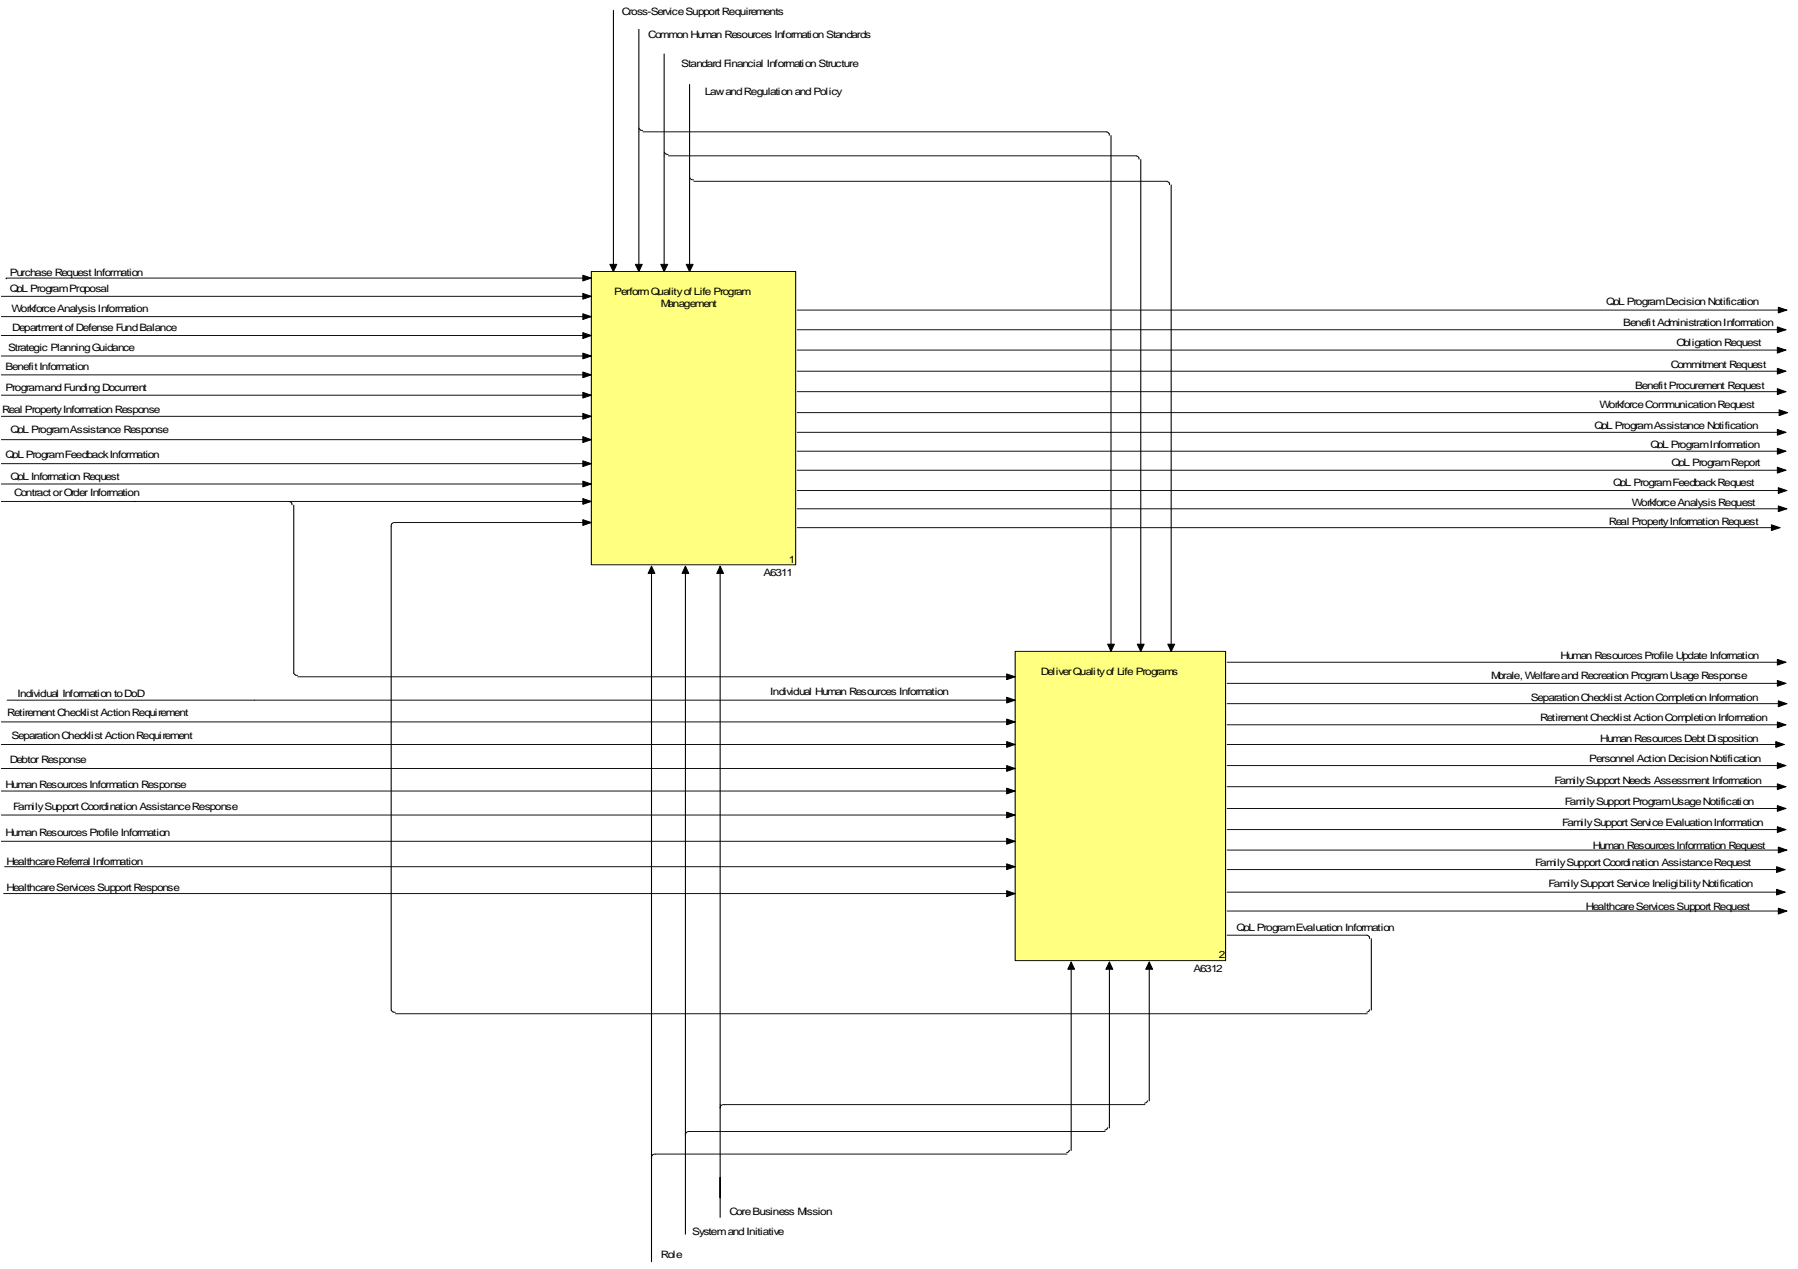 Cross-Service Support Requirements
Common Human Resources Information Standards
Standard Financial Information Structure
Law and Regulation and Policy
Purchase Request Information
QoL Program Proposal
Workforce Analysis Information
Department of Defense Fund Balance
Strategic Planning Guidance
Benefit Information
Program and Funding Document
Real Property Information Response
QoL Program Assistance Response
QoL Program Feedback Information
QoL Information Request
Contract or Order Information
Perform Quality of Life Program
Management
1
A6311
QoL Program Decision Notification
Benefit Administration Information
Obligation Request
Commitment Request
Benefit Procurement Request
Workforce Communication Request
QoL Program Assistance Notification
QoL Program Information
QoL Program Report
QoL Program Feedback Request
Workforce Analysis Request
Real Property Information Request
Individual Information to DoD
Individual Human Resources Information
Retirement Checklist Action Requirement
Separation Checklist Action Requirement
Debtor Response
Human Resources Information Response
Family Support Coordination Assistance Response
Human Resources Profile Information
Healthcare Referral Information
Healthcare Services Support Response
Deliver Quality of Life Programs
2
A6312
Human Resources Profile Update Information
Morale, Welfare and Recreation Program Usage Response
Separation Checklist Action Completion Information
Retirement Checklist Action Completion Information
Human Resources Debt Disposition
Personnel Action Decision Notification
Family Support Needs Assessment Information
Family Support Program Usage Notification
Family Support Service Evaluation Information
Human Resources Information Request
Family Support Coordination Assistance Request
Family Support Service Ineligibility Notification
Healthcare Services Support Request
QoL Program Evaluation Information
Core Business Mission
System and Initiative
Role